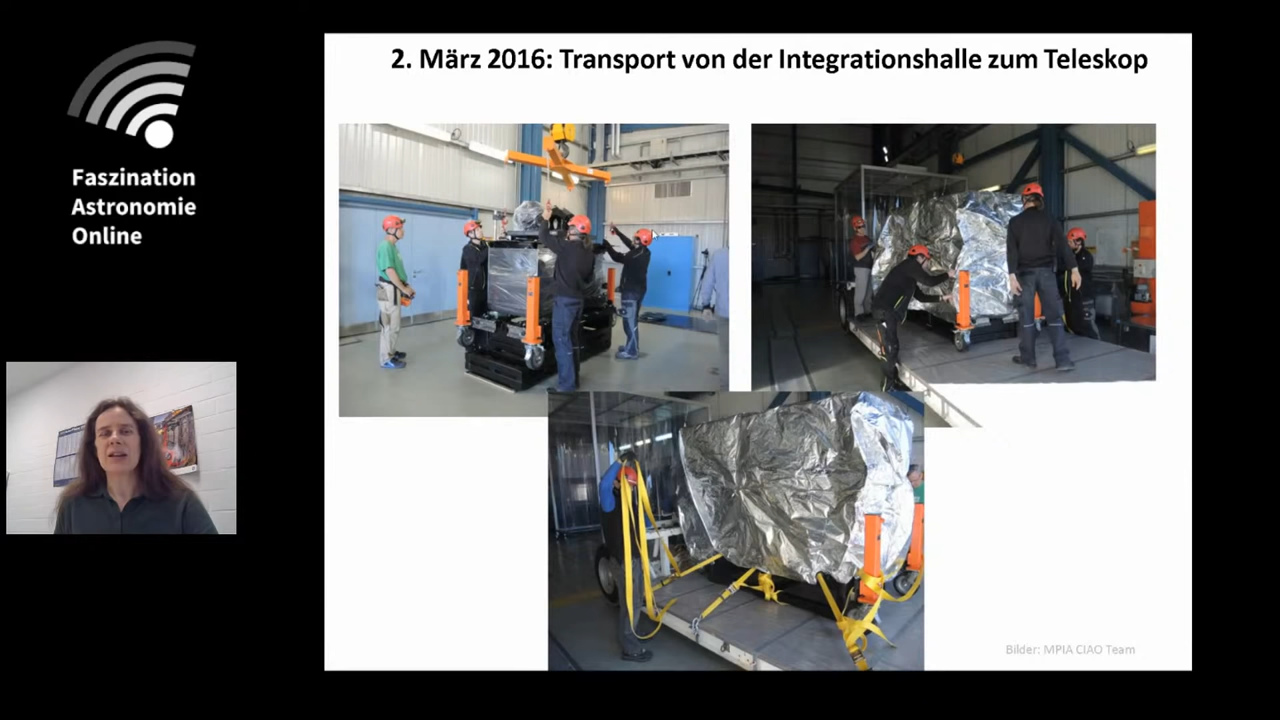 Faszination
Astronomie
Online
2. März 2016: Transport von der Integrationshalle zum Teleskop
Bilder: MPIA CIAO Team